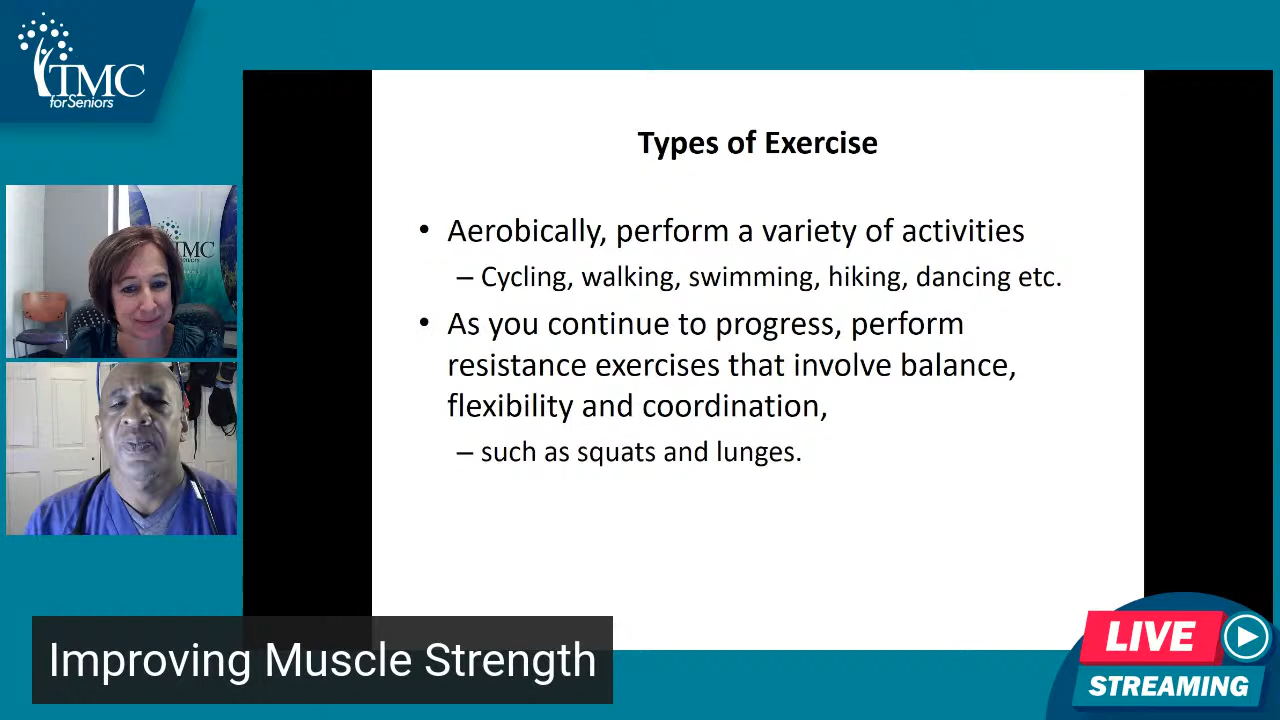 TMC
for Seniors
TMC
Types of Exercise
• Aerobically, perform a variety of activities
– Cycling, walking, swimming, hiking, dancing etc.
• As you continue to progress, perform
resistance exercises that involve balance,
flexibility and coordination,
– such as squats and lunges.
Improving Muscle Strength
LIVE
STREAMING